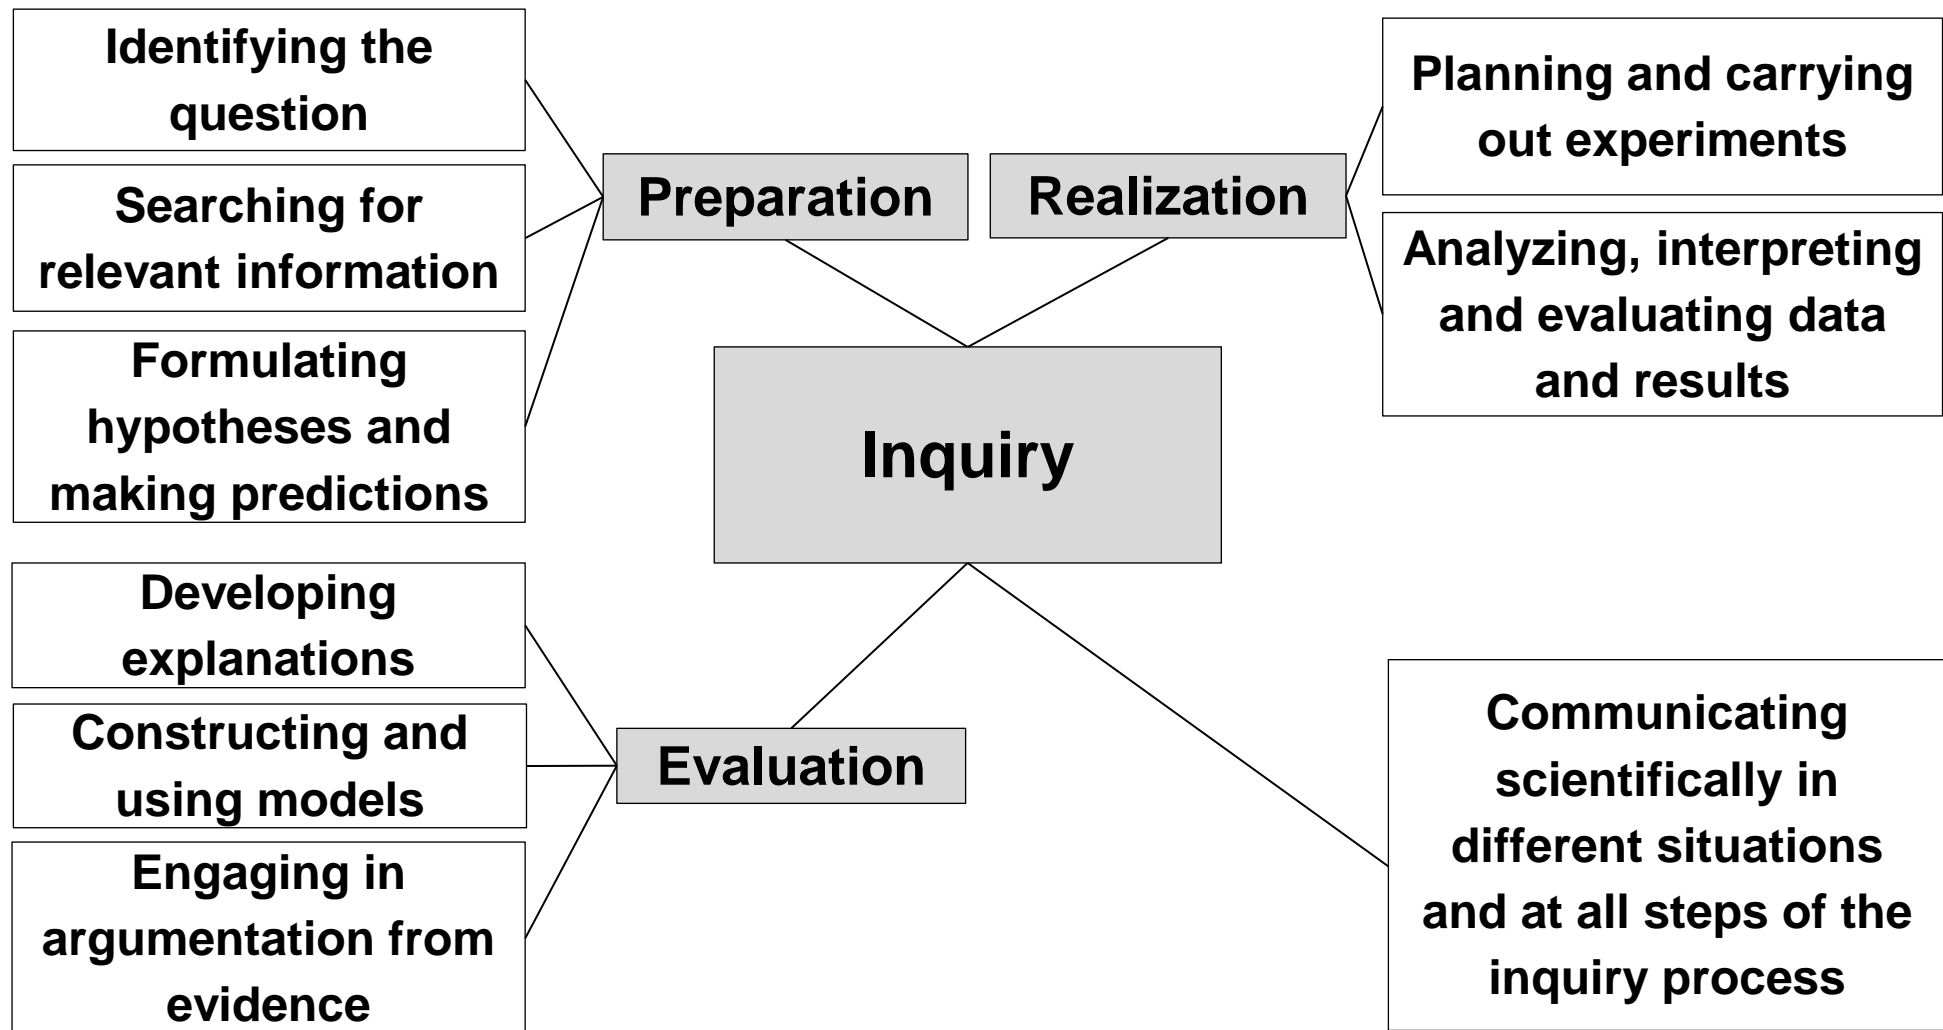 Identifying the
question
Searching for
relevant information
Formulating
hypotheses and
making predictions
Preparation
Realization
Planning and carrying
out experiments
Analyzing, interpreting
and evaluating data
and results
Inquiry
Developing
explanations
Constructing and
using models
Engaging in
argumentation from
evidence
Evaluation
Communicating
scientifically in
different situations
and at all steps of the
inquiry process